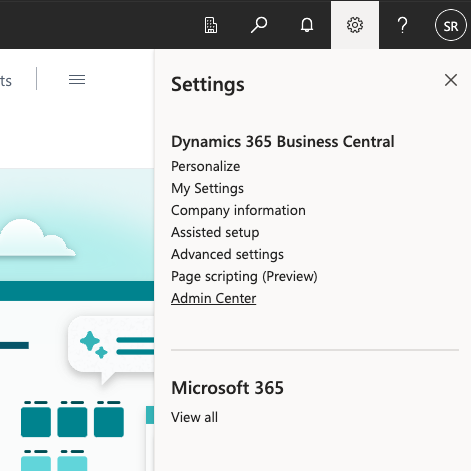 SR
ts
Settings
Dynamics 365 Business Central
Personalize
My Settings
Company information
Assisted setup
Advanced settings
Page scripting (Preview)
Admin Center
Microsoft 365
View all